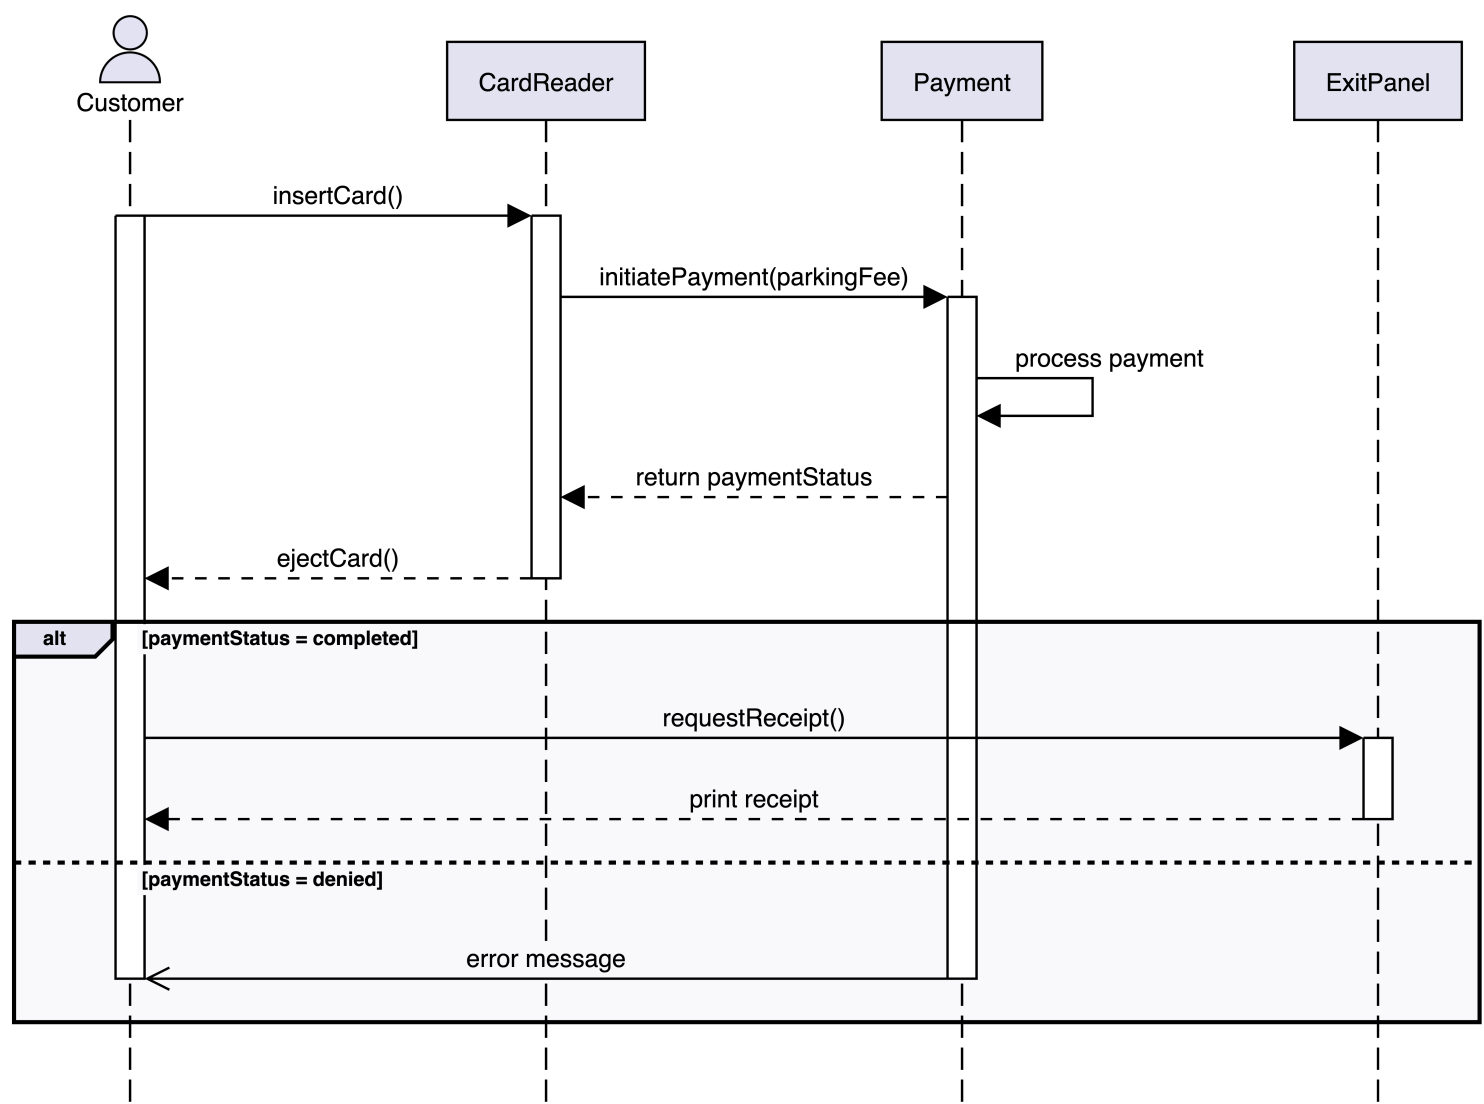 Customer
CardReader
Payment
ExitPanel
insertCard()
initiatePayment(parkingFee)
process payment
return paymentStatus
ejectCard()
alt
[paymentStatus = completed]
requestReceipt()
print receipt
[paymentStatus = denied]
error message